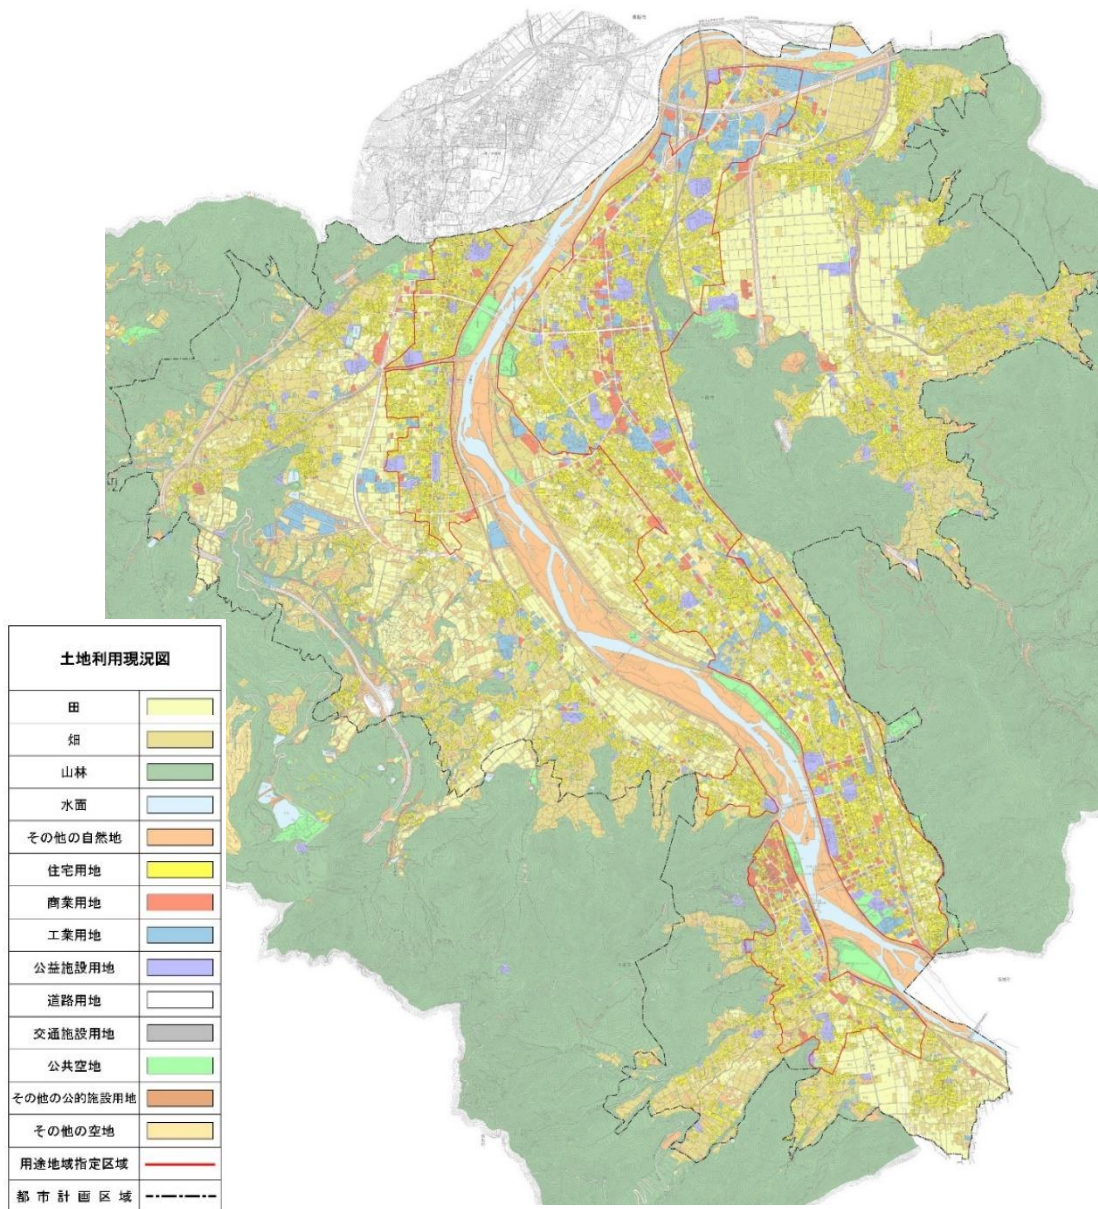 土地利用現況図
田
畑
山林
水面
その他の自然地
住宅用地
商業用地
工業用地
公益施設用地
道路用地
交通施設用地
公共空地
その他の公的施設用地
その他の空地
用途地域指定区域
都市計画区域